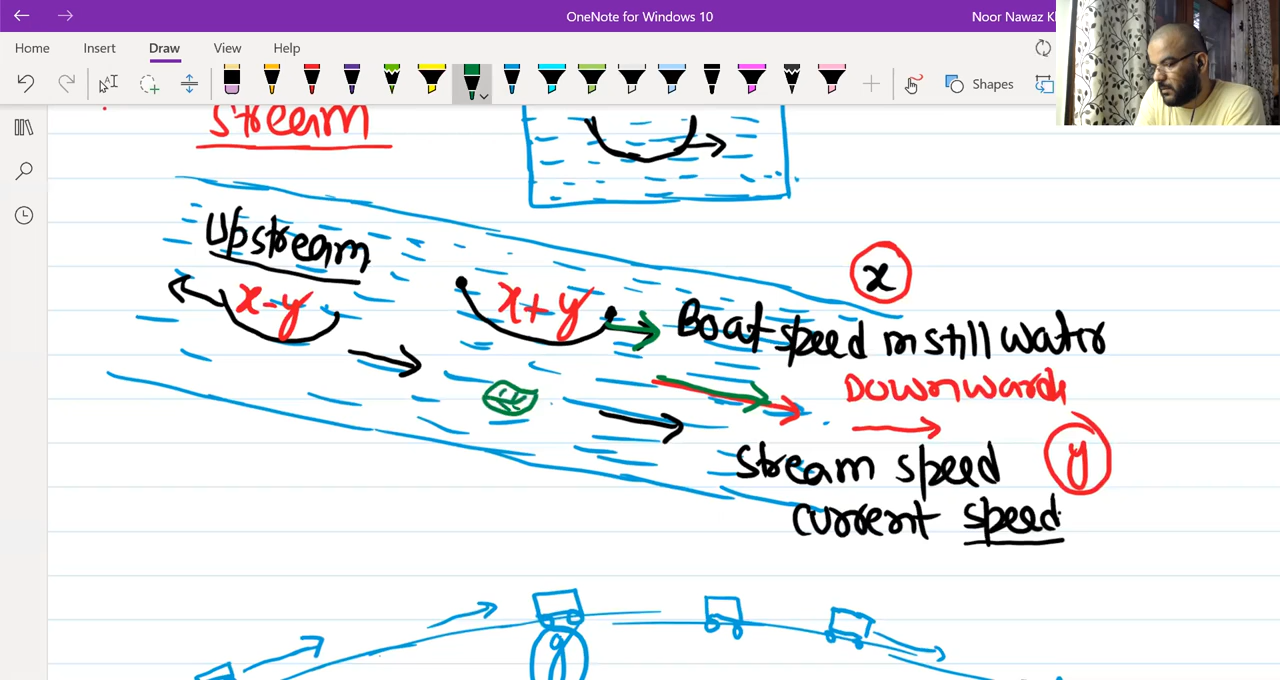 OneNote for Windows 10
Noor Nawaz Kh
Home Insert Draw View Help
Shapes
Stream
Upstream
x-y
x+y
x
Boat speed in still water
Downwards
Stream speed y
current speed
y